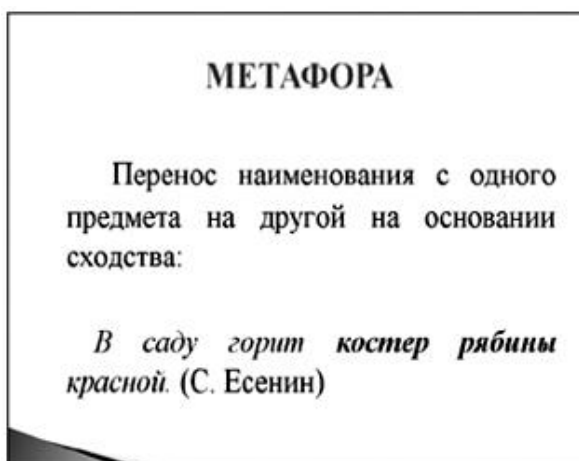 МЕТАФОРА
Перенос наименования с одного
предмета на другой на основании
сходства:
В саду горит костер рябины
красной. (С. Есенин)